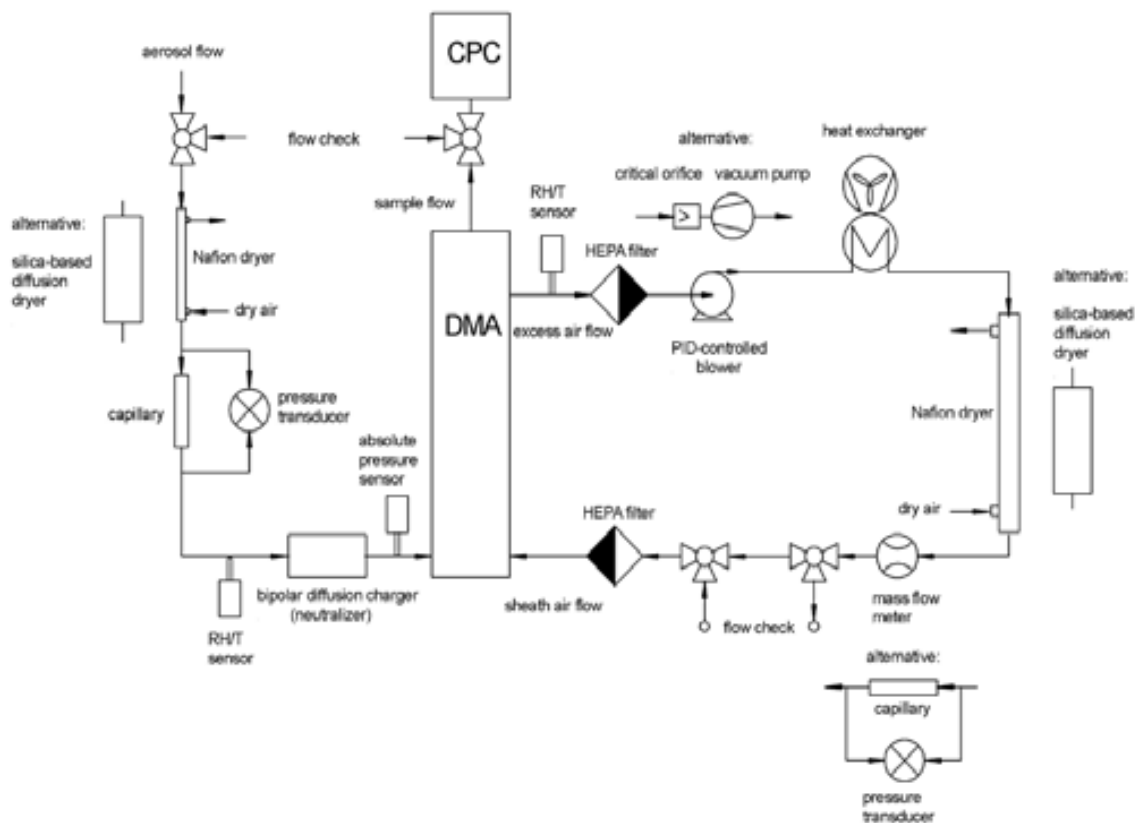 aerosol flow
CPC
flow check
alternative:
critical orifice vacuum pump
heat exchanger
sample flow
RH/T
sensor
alternative:
silica-based
diffusion
dryer
Nafion dryer
dry air
HEPA filter
DMA
excess air flow
PID-controlled
blower
alternative:
silica-based
diffusion
dryer
Nafion dryer
capillary
pressure
transducer
absolute
pressure
sensor
HEPA filter
dry air
bipolar diffusion charger
(neutralizer)
sheath air flow
flow check
mass flow
meter
RH/T
sensor
alternative:
capillary
pressure
transducer